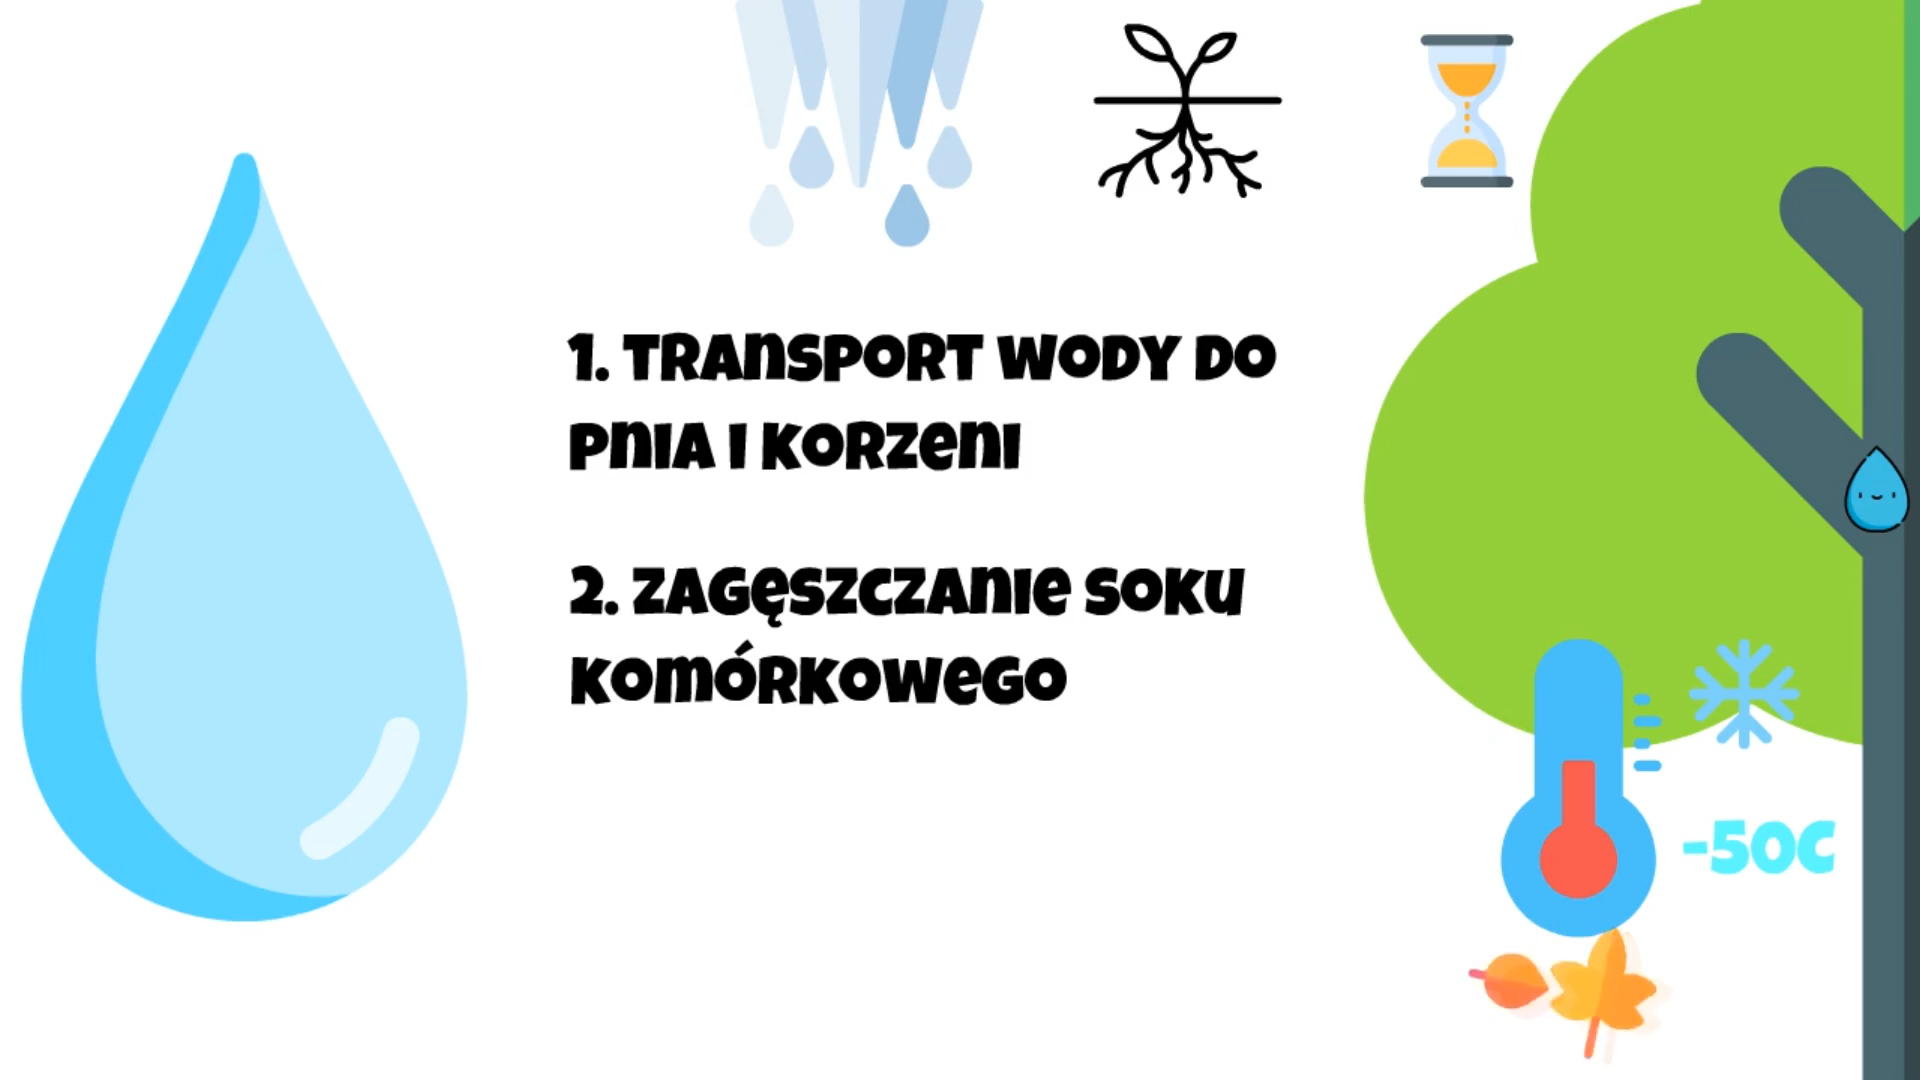 1. Transport wody do
pnia i korzeni
2. Zagęszczanie soku
komórkowego
-50C